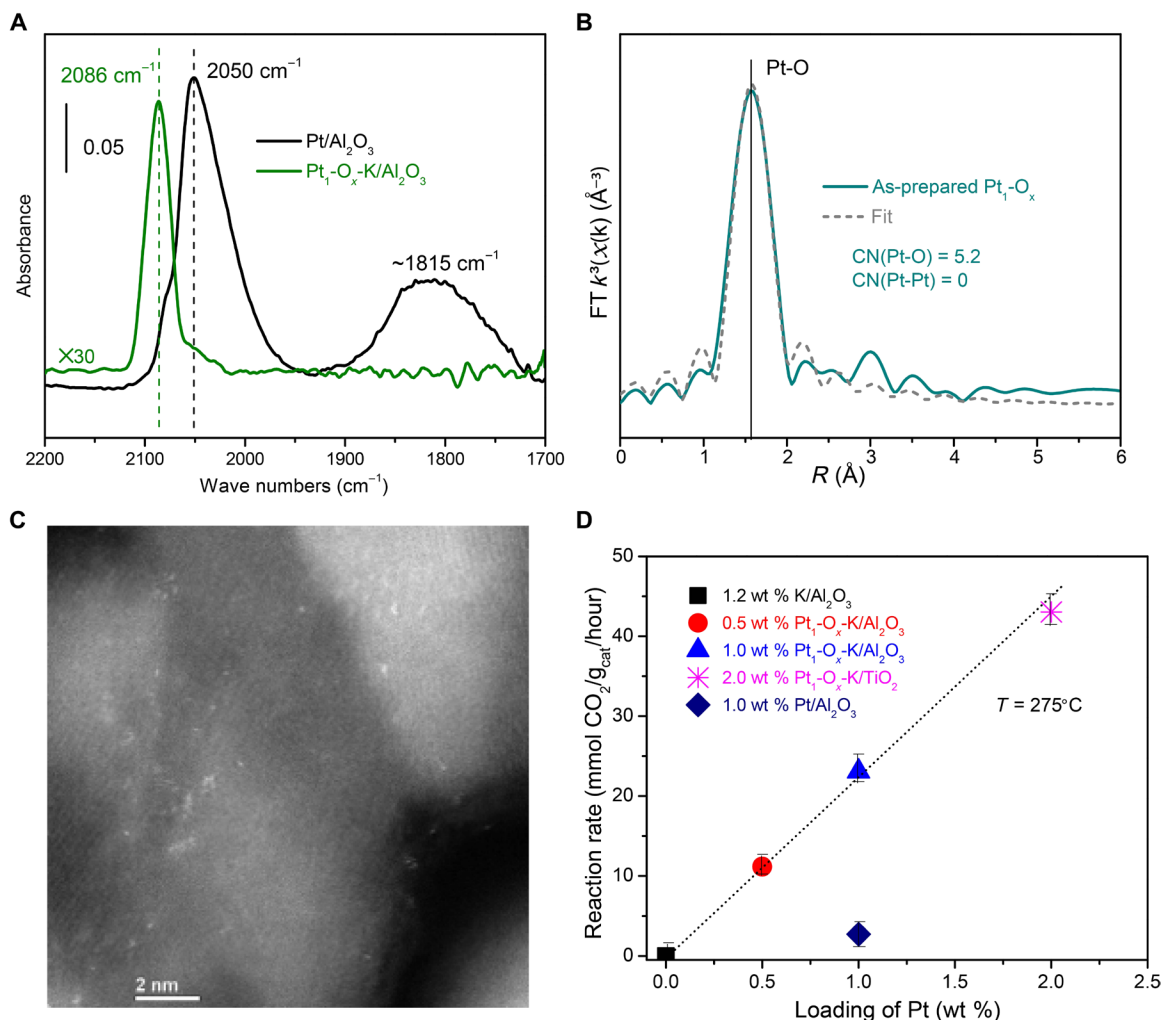 A
2086 cm⁻¹
2050 cm⁻¹
0.05
Pt/Al₂O₃
Pt₁-Oₓ-K/Al₂O₃
~1815 cm⁻¹
×30
Absorbance
2200 2100 2000 1900 1800 1700
Wave numbers (cm⁻¹)
B
Pt-O
As-prepared Pt₁-Oₓ
Fit
CN(Pt-O) = 5.2
CN(Pt-Pt) = 0
FT k³(χ(k) (Å⁻³)
0 1 2 3 4 5 6
R (Å)
C
2 nm
D
50
40
30
20
10
0
1.2 wt % K/Al₂O₃
0.5 wt % Pt₁-Oₓ-K/Al₂O₃
1.0 wt % Pt₁-Oₓ-K/Al₂O₃
2.0 wt % Pt₁-Oₓ-K/TiO₂
1.0 wt % Pt/Al₂O₃
T = 275°C
Reaction rate (mmol CO₂/g_cat/hour)
0.0 0.5 1.0 1.5 2.0 2.5
Loading of Pt (wt %)